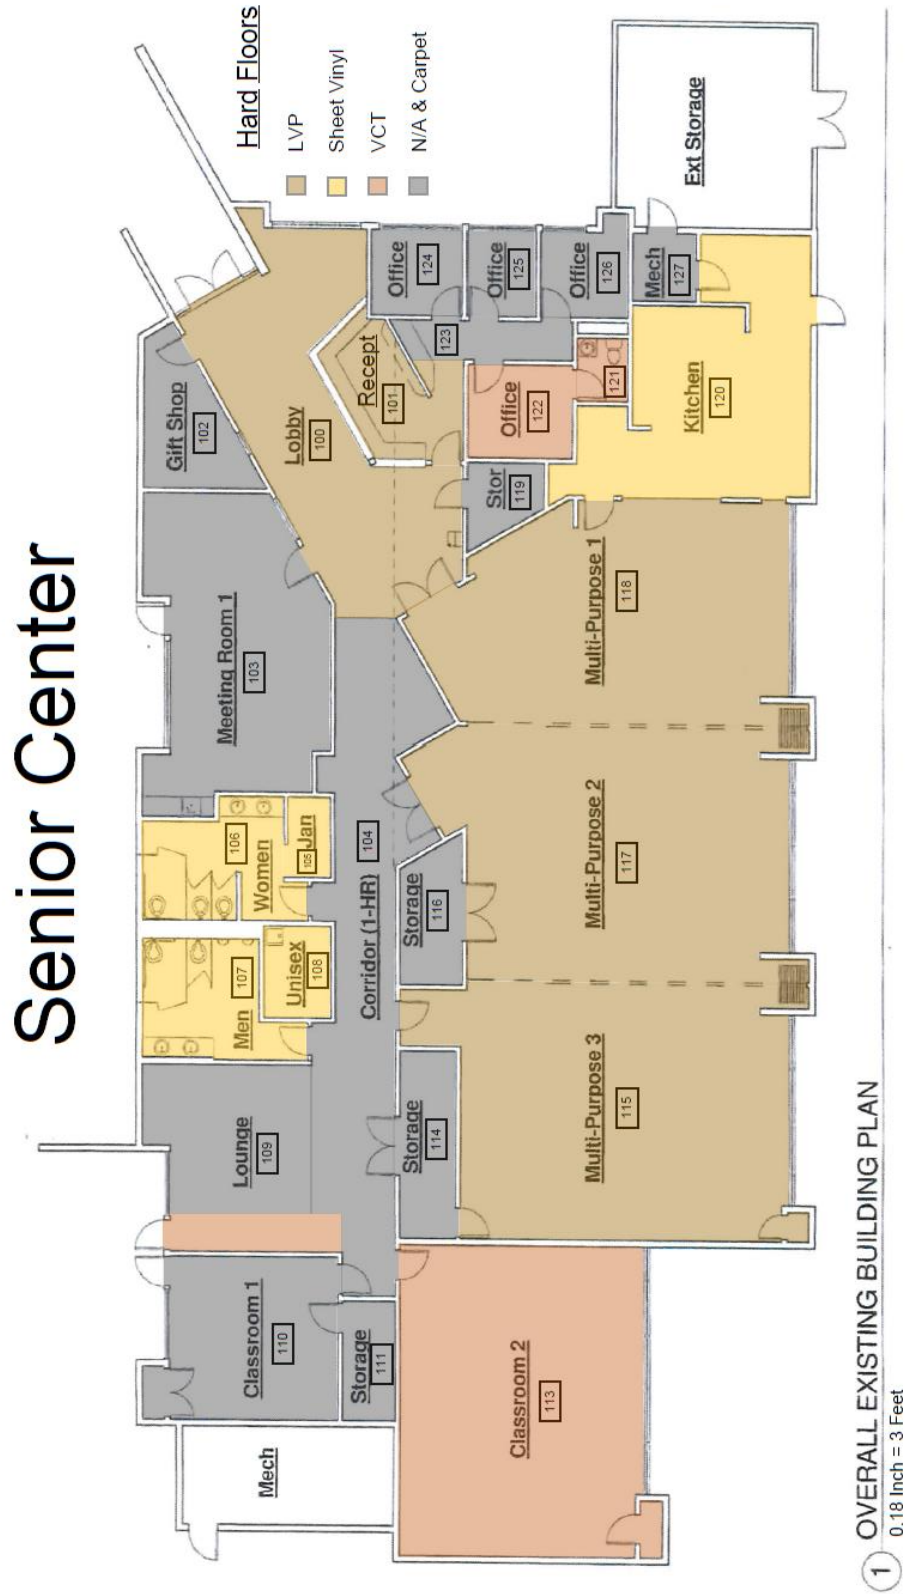 Senior Center
Hard Floors
LVP
Sheet Vinyl
VCT
N/A & Carpet
Mech
Classroom 1
110
Storage
111
Classroom 2
113
Lounge
109
Men
107
Unisex
108
Women
106
Jan
105
Corridor (1-HR)
104
Storage
114
Storage
116
Multi-Purpose 3
115
Multi-Purpose 2
117
Multi-Purpose 1
118
Meeting Room 1
103
Gift Shop
102
Lobby
100
Recept
101
Stor
119
Office
122
121
123
Office
124
Office
125
Office
126
Mech
127
Kitchen
120
Ext Storage
1 OVERALL EXISTING BUILDING PLAN
0.18 Inch = 3 Feet